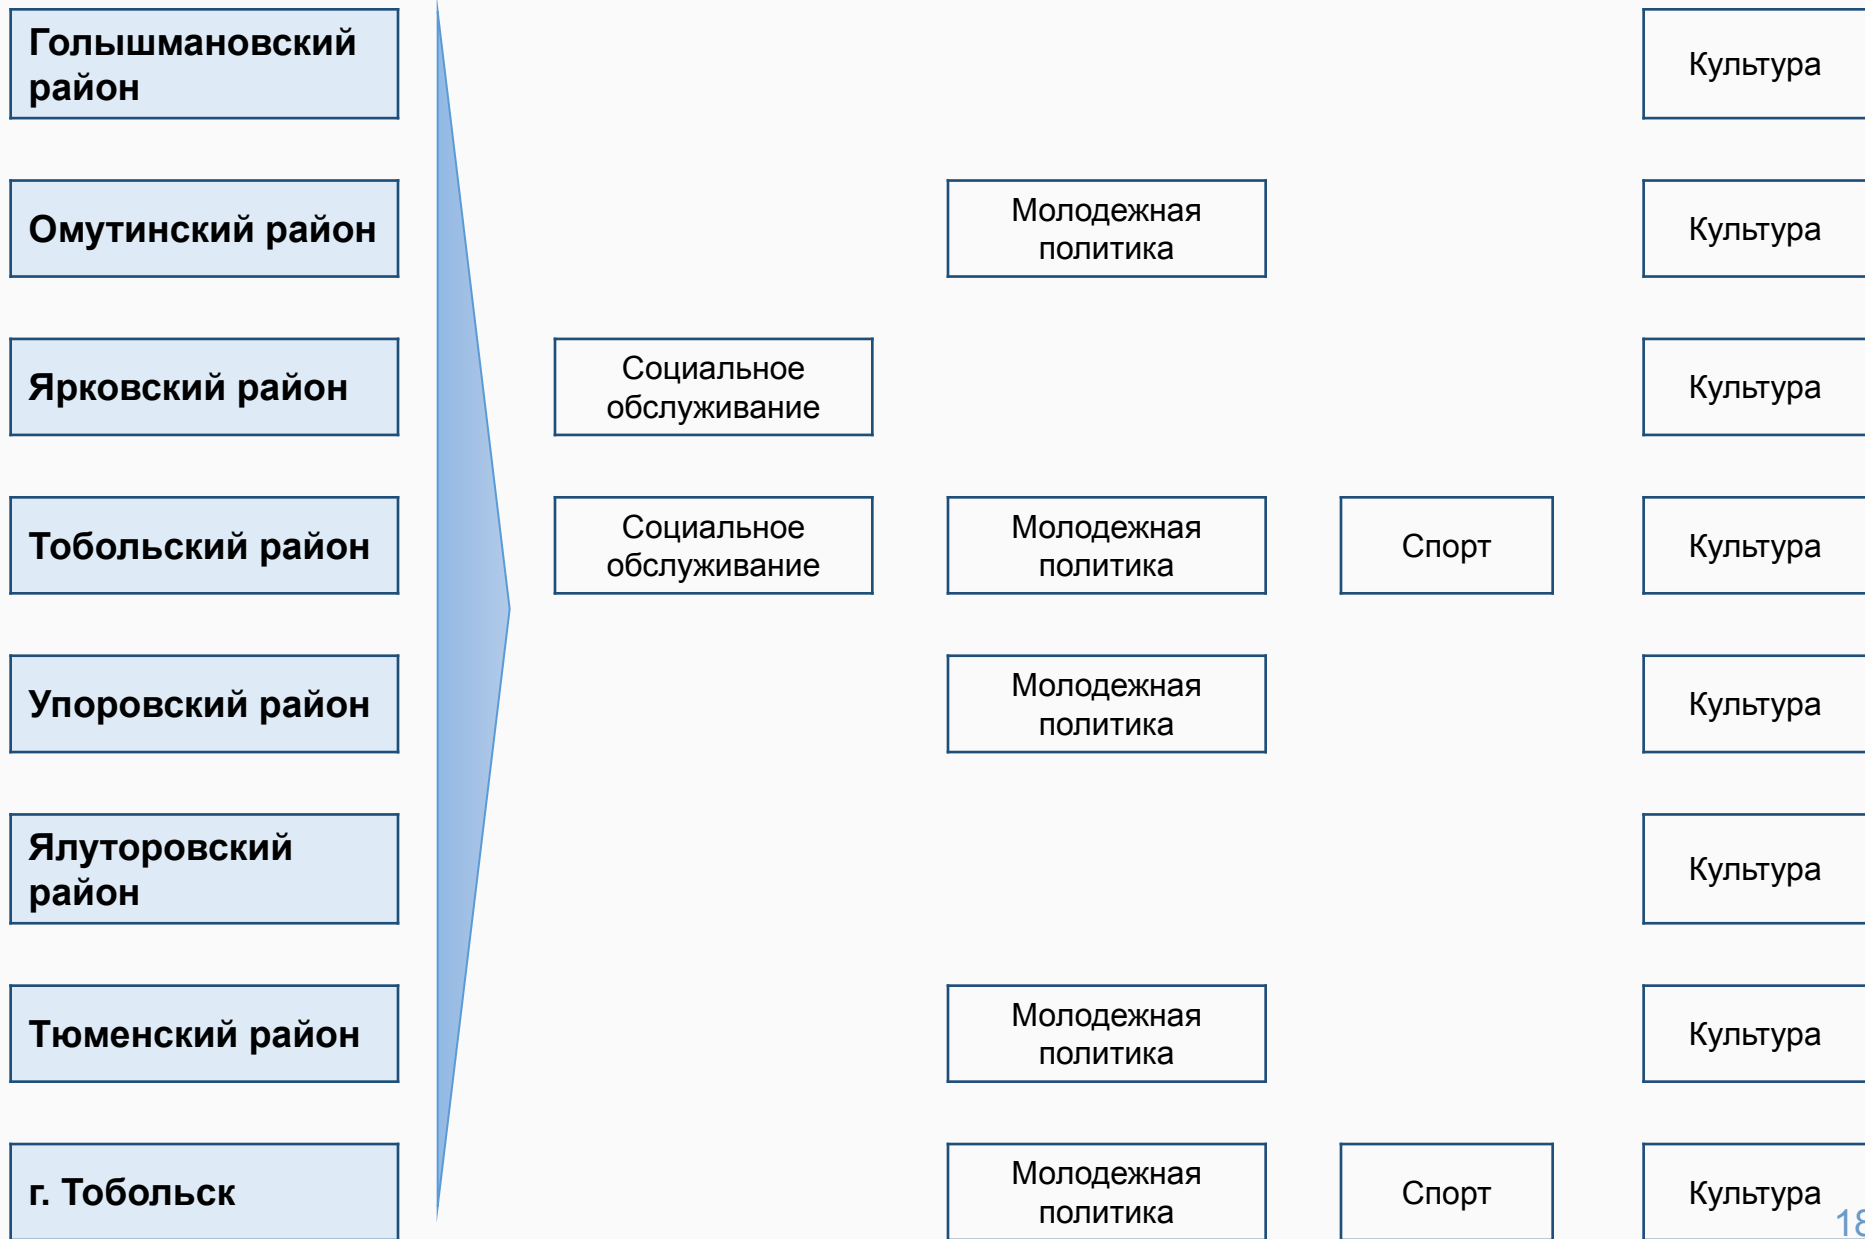 Голышмановский
район
Культура
Омутинский район
Молодежная
политика
Культура
Ярковский район
Социальное
обслуживание
Культура
Тобольский район
Социальное
обслуживание
Молодежная
политика
Спорт
Культура
Упоровский район
Молодежная
политика
Культура
Ялуторовский
район
Культура
Тюменский район
Молодежная
политика
Культура
г. Тобольск
Молодежная
политика
Спорт
Культура
18